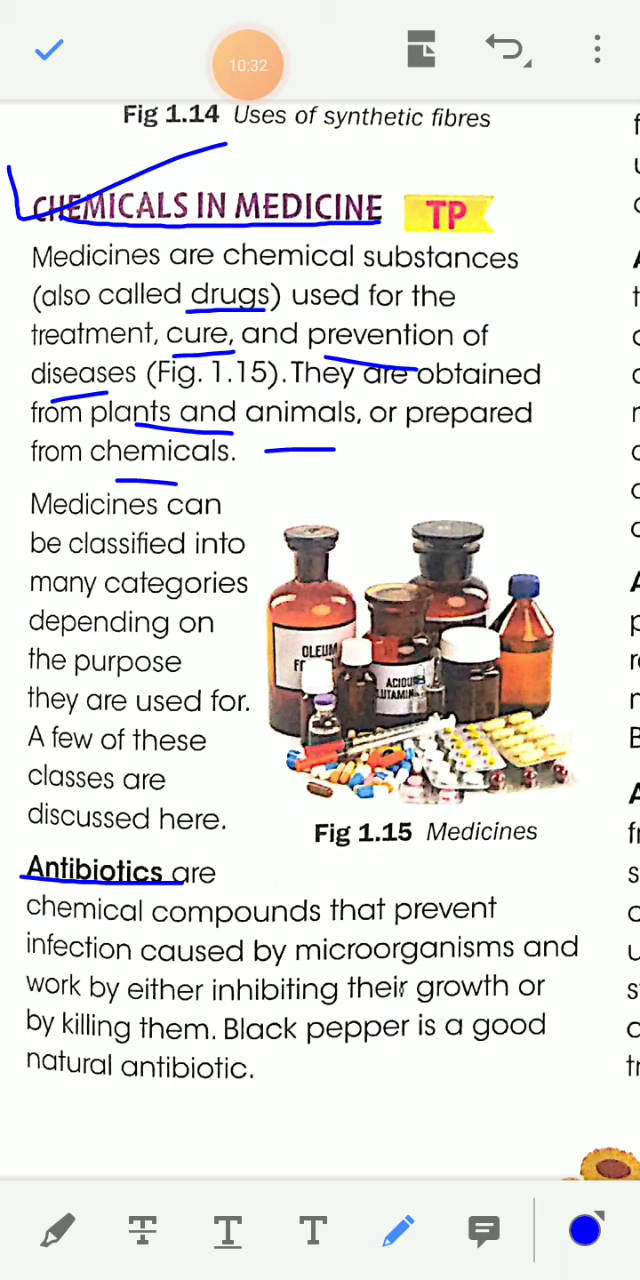 10:32
Fig 1.14 Uses of synthetic fibres
CHEMICALS IN MEDICINE TP
Medicines are chemical substances
(also called drugs) used for the
treatment, cure, and prevention of
diseases (Fig. 1.15). They are obtained
from plants and animals, or prepared
from chemicals.
Medicines can
be classified into
many categories
depending on
the purpose
they are used for.
A few of these
classes are
discussed here.
OLEUM
Fig 1.15 Medicines
Antibiotics are
chemical compounds that prevent
infection caused by microorganisms and
work by either inhibiting their growth or
by killing them. Black pepper is a good
natural antibiotic.